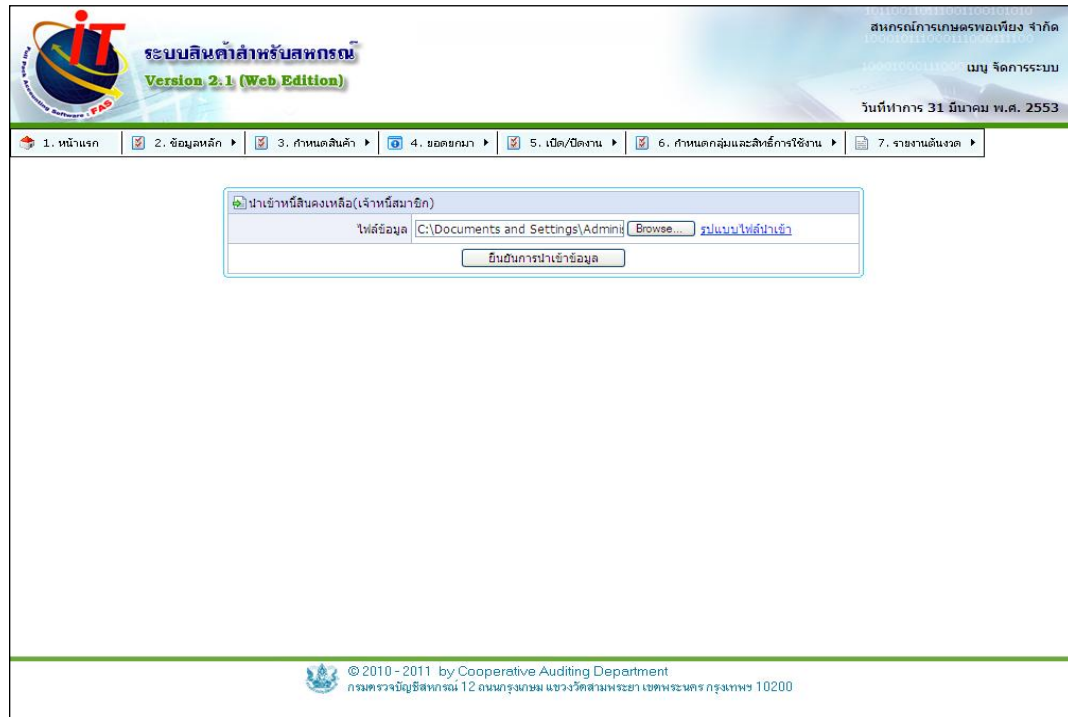 สหกรณ์การเกษตรพอเพียง จำกัด
ระบบสินค้าสำหรับสหกรณ์
Version 2.1 (Web Edition)
เมนู จัดการระบบ
วันที่ทำการ 31 มีนาคม พ.ศ. 2553
iT
Full Pack Accounting Software : FAS
1. หน้าแรก 2. ข้อมูลหลัก 3. กำหนดสินค้า 4. ยอดยกมา 5. เปิด/ปิดงาน 6. กำหนดกลุ่มและสิทธิ์การใช้งาน 7. รายงานต้นงวด
นำเข้าหนี้สินคงเหลือ(เจ้าหนี้สมาชิก)
ไฟล์ข้อมูล C:\Documents and Settings\Admini Browse... รูปแบบไฟล์นำเข้า
ยืนยันการนำเข้าข้อมูล
© 2010 - 2011 by Cooperative Auditing Department
กรมตรวจบัญชีสหกรณ์ 12 ถนนกรุงเกษม แขวงวัดสามพระยา เขตพระนคร กรุงเทพฯ 10200